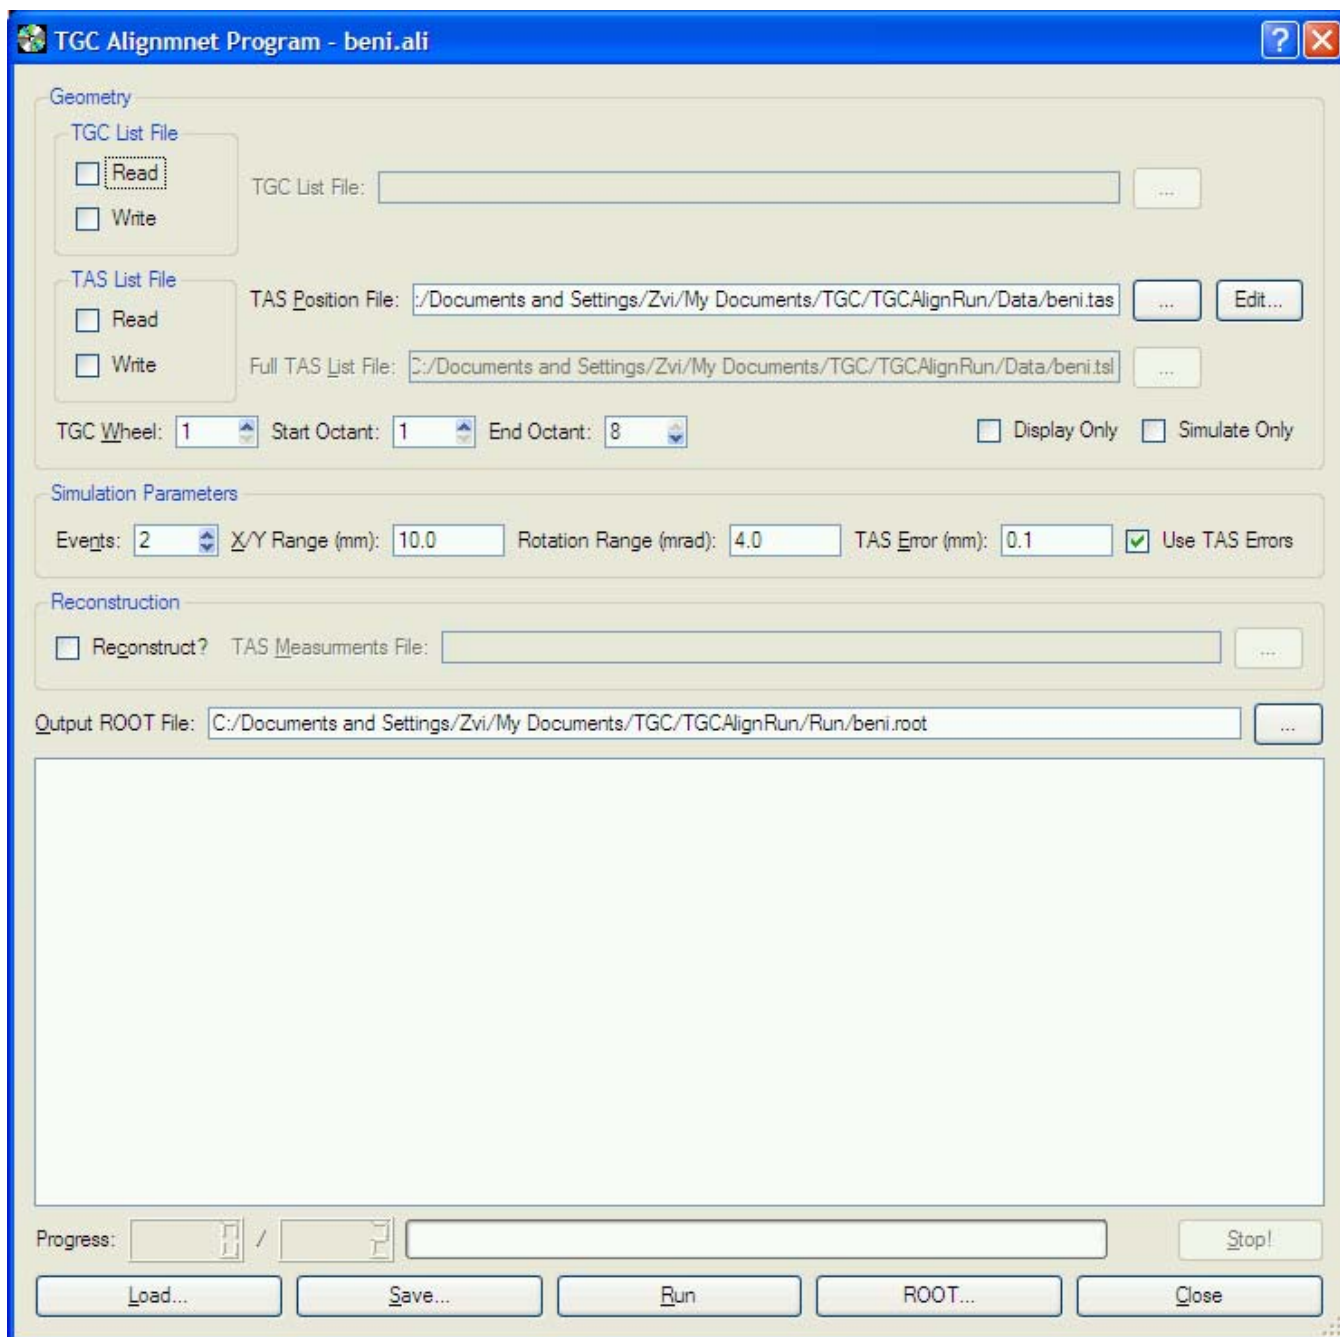 TGC Alignmnet Program - beni.ali
Geometry
TGC List File
Read
TGC List File: ...
Write
TAS List File
TAS Position File: :/Documents and Settings/Zvi/My Documents/TGC/TGCAlignRun/Data/beni.tas ... Edit...
Read
Write
Full TAS List File: C:/Documents and Settings/Zvi/My Documents/TGC/TGCAlignRun/Data/beni.tsl ...
TGC Wheel: 1 Start Octant: 1 End Octant: 8 Display Only Simulate Only
Simulation Parameters
Events: 2 X/Y Range (mm): 10.0 Rotation Range (mrad): 4.0 TAS Error (mm): 0.1 Use TAS Errors
Reconstruction
Reconstruct? TAS Measurments File: ...
Output ROOT File: C:/Documents and Settings/Zvi/My Documents/TGC/TGCAlignRun/Run/beni.root ...
Progress: 0 / 2 Stop!
Load... Save... Run ROOT... Close